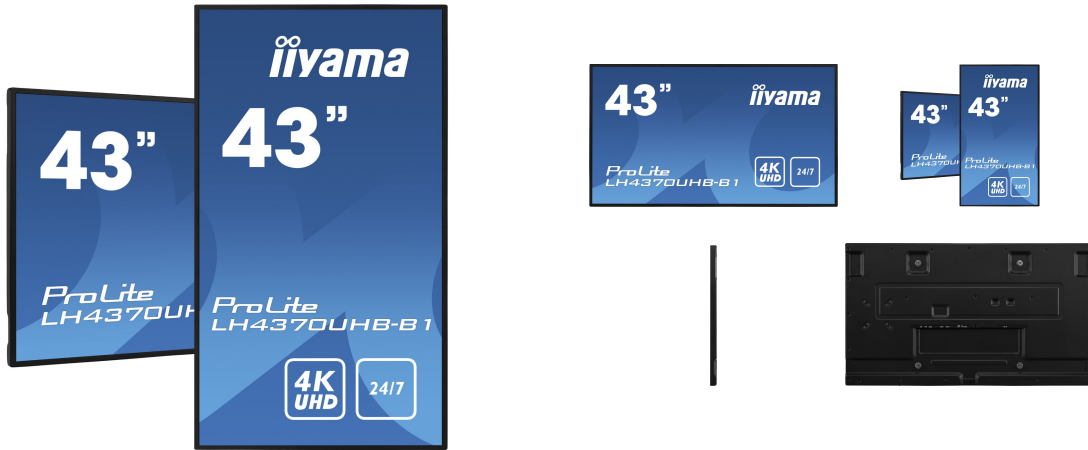 43”
ProLite
LH4370UH
iiyama
43”
ProLite
LH4370UHB-B1
4K
UHD
24/7
43”
iiyama
ProLite
LH4370UHB-B1
4K
UHD
24/7
43”
ProLite
iiyama
43”
ProLite
LH4370UHB-B1
4K
UHD
24/7